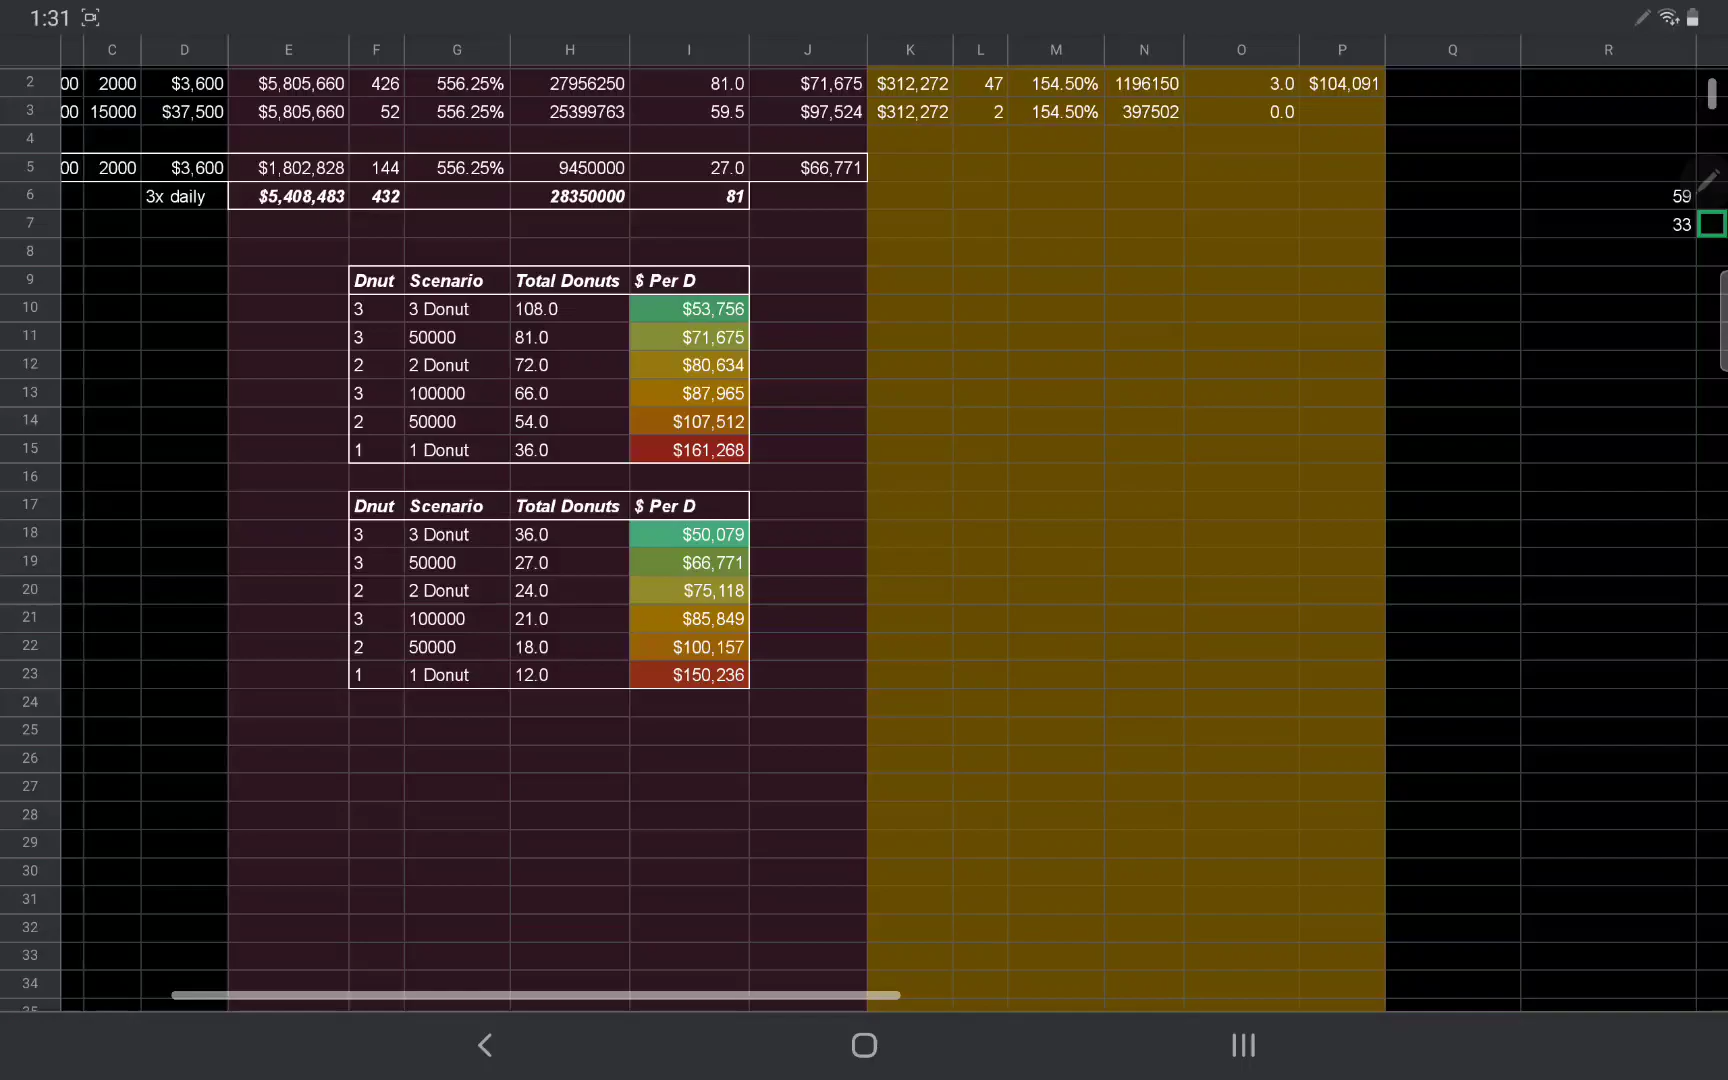 1:31
C D E F G H I J K L M N O P Q R
2 00 2000 $3,600 $5,805,660 426 556.25% 27956250 81.0 $71,675 $312,272 47 154.50% 1196150 3.0 $104,091
3 00 15000 $37,500 $5,805,660 52 556.25% 25399763 59.5 $97,524 $312,272 2 154.50% 397502 0.0
4
5 00 2000 $3,600 $1,802,828 144 556.25% 9450000 27.0 $66,771
6 3x daily $5,408,483 432 28350000 81 59
7 33
8
9 Dnut Scenario Total Donuts $ Per D
10 3 3 Donut 108.0 $53,756
11 3 50000 81.0 $71,675
12 2 2 Donut 72.0 $80,634
13 3 100000 66.0 $87,965
14 2 50000 54.0 $107,512
15 1 1 Donut 36.0 $161,268
16
17 Dnut Scenario Total Donuts $ Per D
18 3 3 Donut 36.0 $50,079
19 3 50000 27.0 $66,771
20 2 2 Donut 24.0 $75,118
21 3 100000 21.0 $85,849
22 2 50000 18.0 $100,157
23 1 1 Donut 12.0 $150,236
24
25
26
27
28
29
30
31
32
33
34